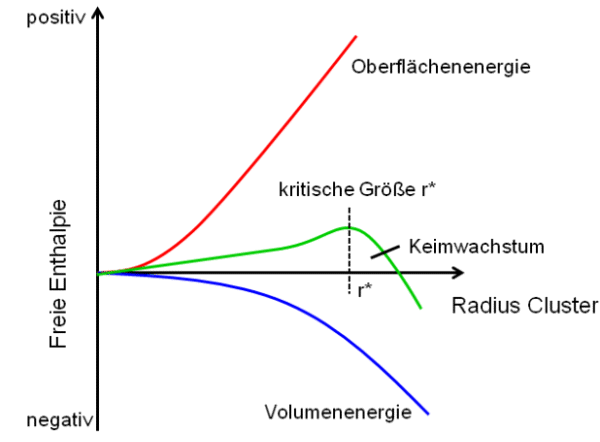 positiv
Oberflächenenergie
kritische Größe r*
Keimwachstum
Freie Enthalpie
r*
Radius Cluster
Volumenenergie
negativ